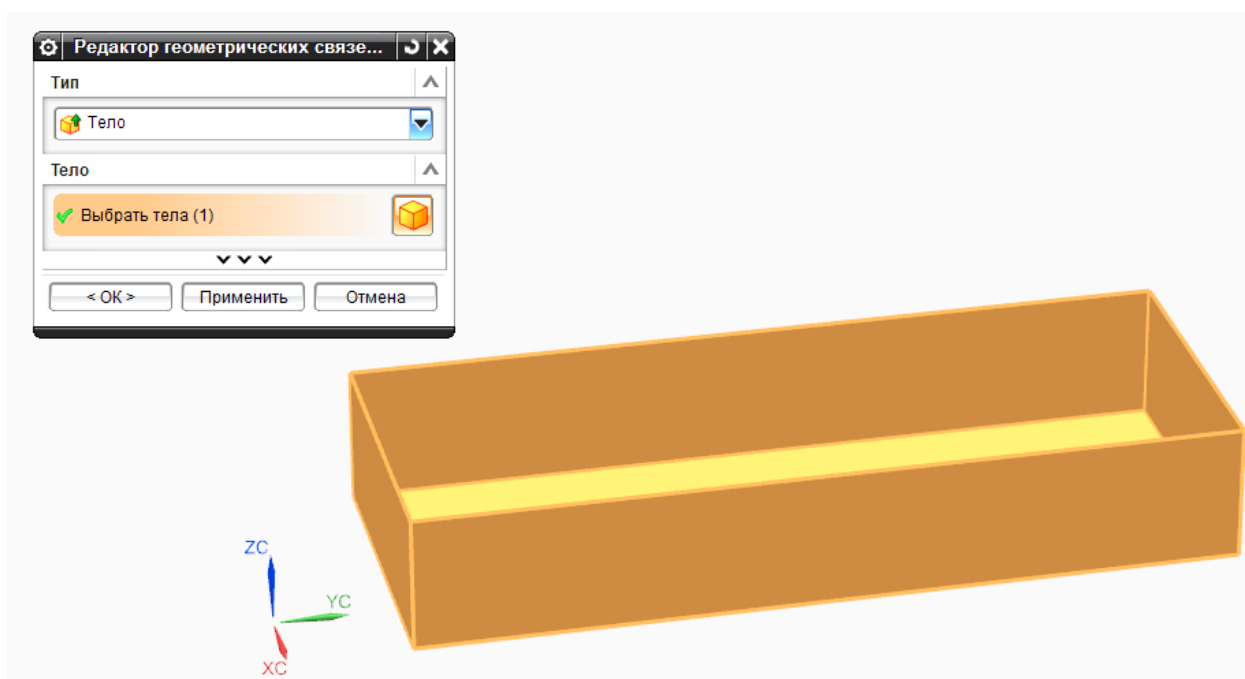 Редактор геометрических связе...
Тип
Тело
Тело
Выбрать тела (1)
< ОК >
Применить
Отмена
ZC
YC
XC